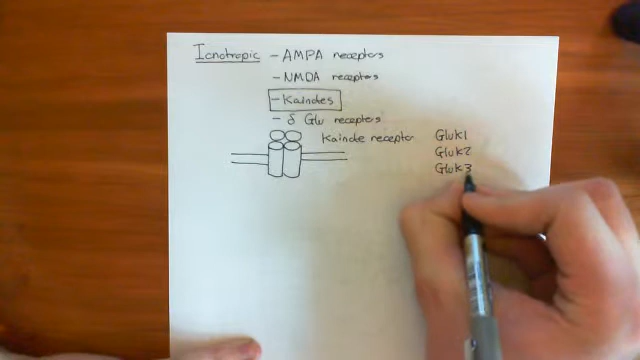 Ionotropic - AMPA receptors
- NMDA receptors
- Kainates
- δ Glu receptors
Kainate receptor
GluK1
GluK2
GluK3